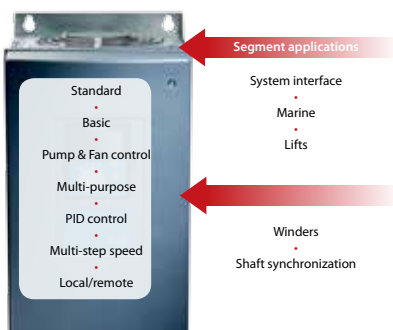 Segment applications
System interface
•
Marine
•
Lifts
Standard
•
Basic
•
Pump & Fan control
•
Multi-purpose
•
PID control
•
Multi-step speed
•
Local/remote
Winders
•
Shaft synchronization